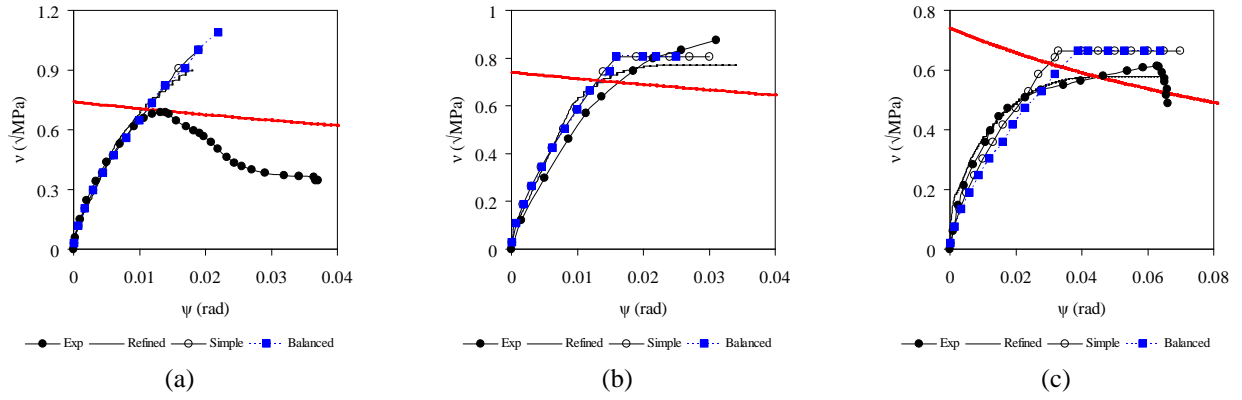 1.2
0.9
0.6
0.3
0
0 0.01 0.02 0.03 0.04
ν (√MPa)
ψ (rad)
Exp Refined Simple Balanced
(a)
1
0.8
0.6
0.4
0.2
0
0 0.01 0.02 0.03 0.04
ν (√MPa)
ψ (rad)
Exp Refined Simple Balanced
(b)
0.8
0.6
0.4
0.2
0
0 0.02 0.04 0.06 0.08
ν (√MPa)
ψ (rad)
Exp Refined Simple Balanced
(c)